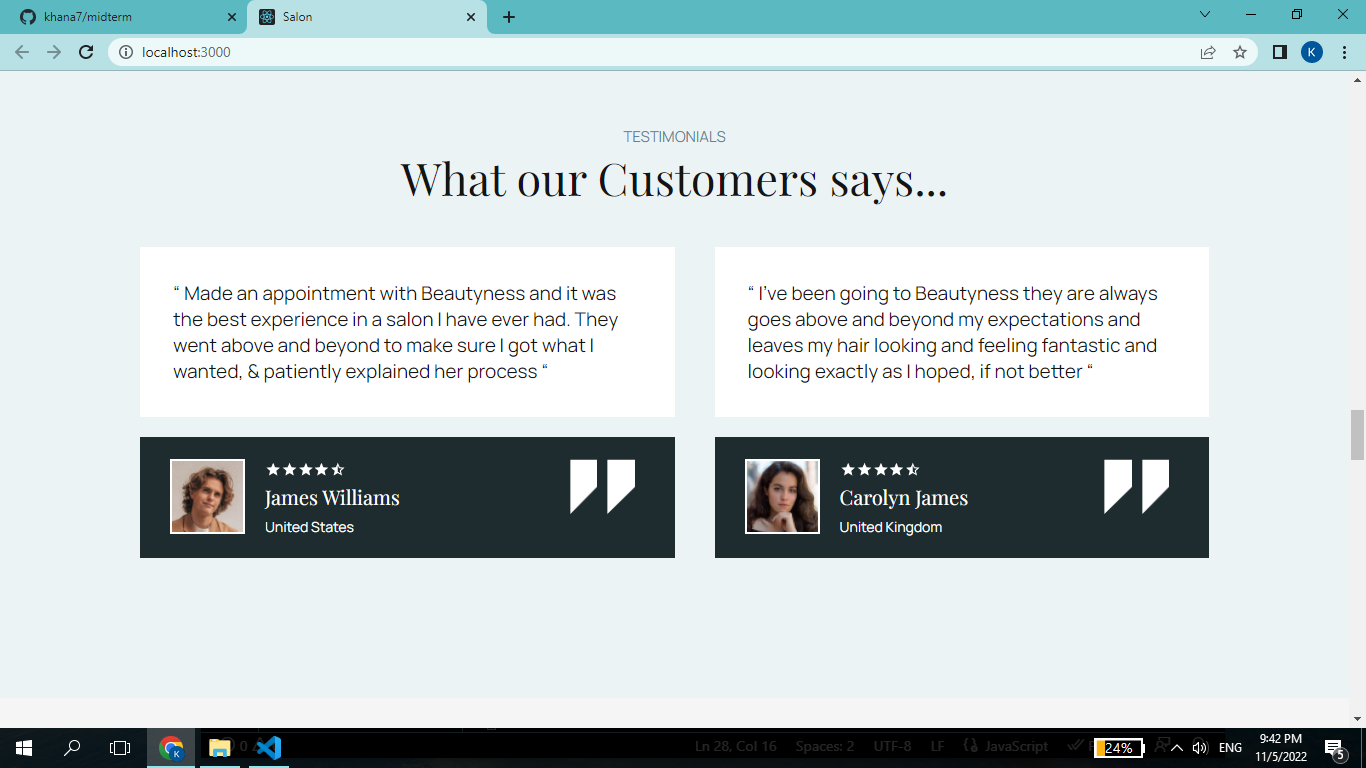 khana7/midterm
Salon
localhost:3000
K
TESTIMONIALS
What our Customers says...
“ Made an appointment with Beautyness and it was
the best experience in a salon I have ever had. They
went above and beyond to make sure I got what I
wanted, & patiently explained her process “
“ I’ve been going to Beautyness they are always
goes above and beyond my expectations and
leaves my hair looking and feeling fantastic and
looking exactly as I hoped, if not better “
James Williams
United States
Carolyn James
United Kingdom
K
0
Ln 28, Col 16
Spaces: 2
UTF-8
LF
JavaScript
24%
ENG
9:42 PM
11/5/2022
5